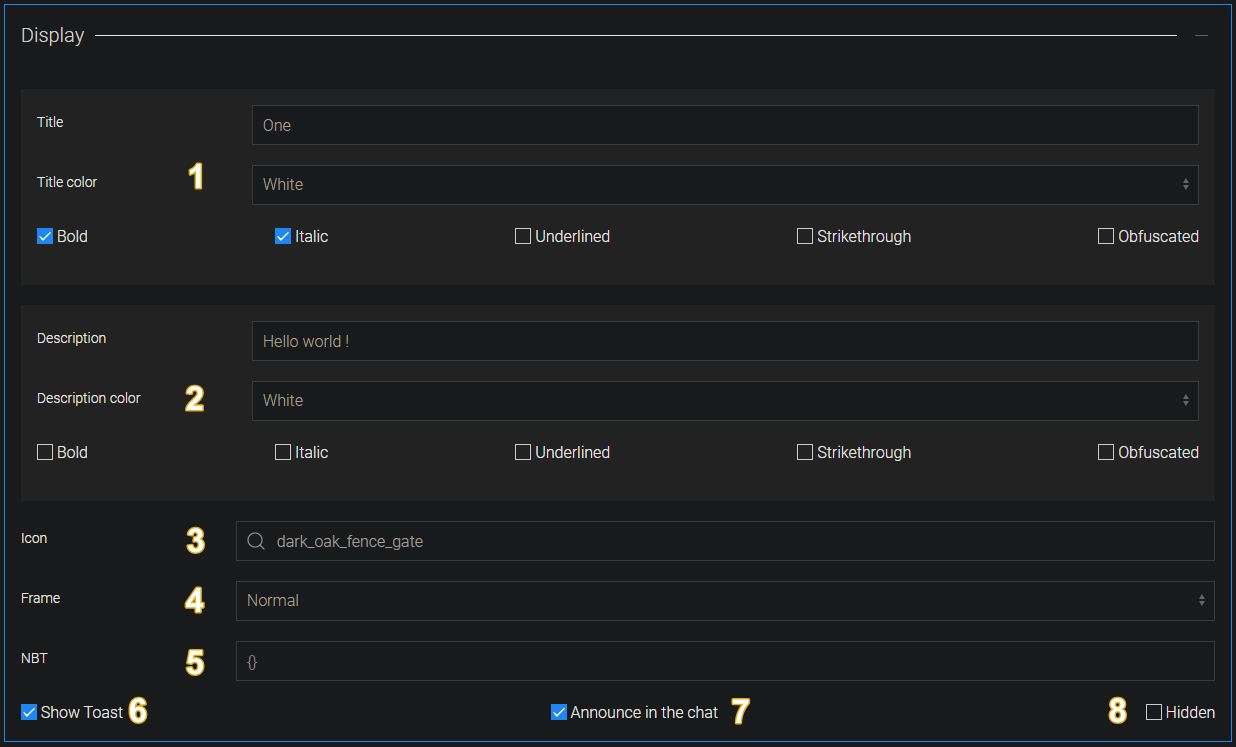 Display
Title
One
1
Title color
White
Bold Italic Underlined Strikethrough Obfuscated
Description
Hello world !
Description color
2
White
Bold Italic Underlined Strikethrough Obfuscated
Icon
3
dark_oak_fence_gate
Frame
4
Normal
NBT
5
{}
Show Toast 6
Announce in the chat 7
8 Hidden